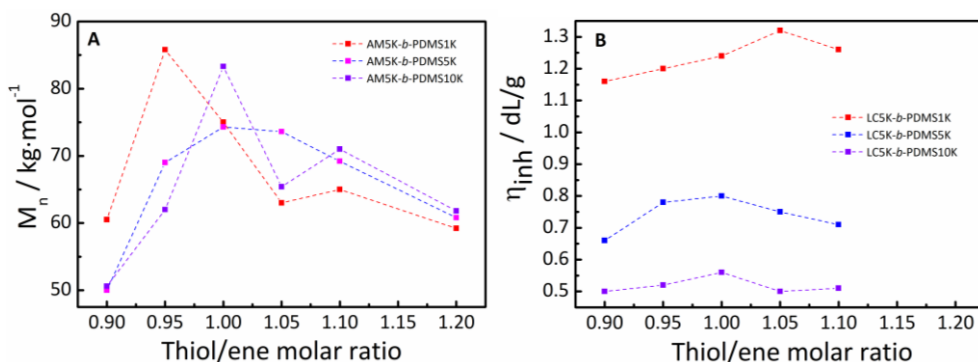 A
AM5K-b-PDMS1K
AM5K-b-PDMS5K
AM5K-b-PDMS10K
Mn / kg·mol⁻¹
90
80
70
60
50
0.90 0.95 1.00 1.05 1.10 1.15 1.20
Thiol/ene molar ratio
B
LC5K-b-PDMS1K
LC5K-b-PDMS5K
LC5K-b-PDMS10K
ηinh / dL/g
1.3
1.2
1.1
1.0
0.9
0.8
0.7
0.6
0.5
0.90 0.95 1.00 1.05 1.10 1.15 1.20
Thiol/ene molar ratio